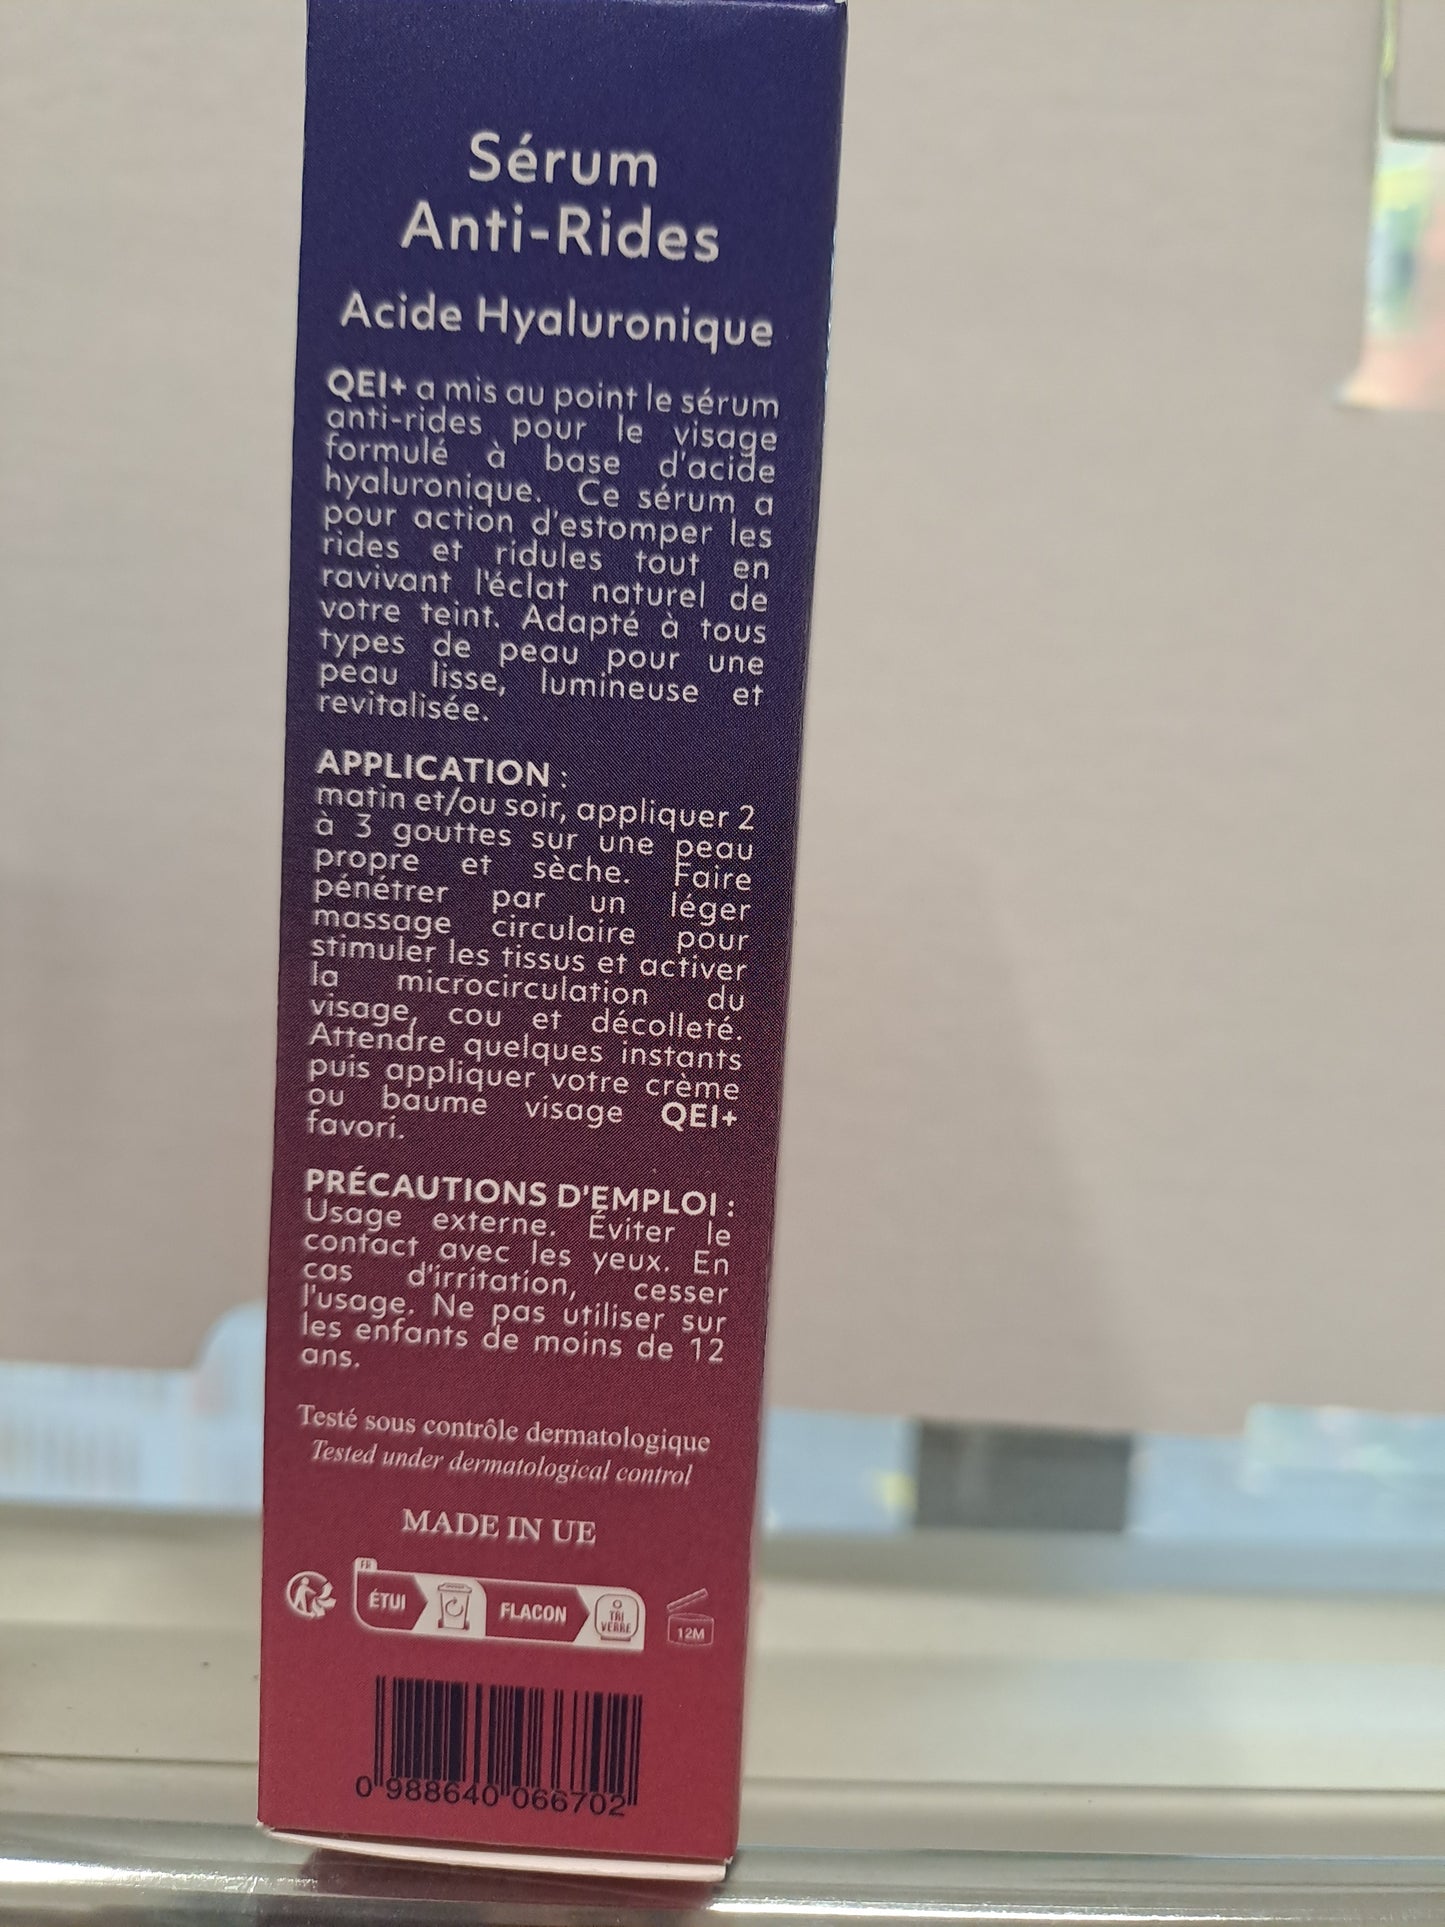 Sérum
Anti-Rides
Acide Hyaluronique
QEI+ a mis au point le sérum
anti-rides pour le visage
formulé à base d'acide
hyaluronique. Ce sérum a
pour action d'estomper les
rides et ridules tout en
ravivant l'éclat naturel de
votre teint. Adapté à tous
types de peau pour une
peau lisse, lumineuse et
revitalisée.
APPLICATION :
matin et/ou soir, appliquer 2
à 3 gouttes sur une peau
propre et sèche. Faire
pénétrer par un léger
massage circulaire pour
stimuler les tissus et activer
la microcirculation du
visage, cou et décolleté.
Attendre quelques instants
puis appliquer votre crème
ou baume visage QEI+
favori.
PRÉCAUTIONS D'EMPLOI :
Usage externe. Éviter le
contact avec les yeux. En
cas d'irritation, cesser
l'usage. Ne pas utiliser sur
les enfants de moins de 12
ans.
Testé sous contrôle dermatologique
Tested under dermatological control
MADE IN UE
FR
ÉTUI FLACON TRI VERRE 12M
0 988640 066702